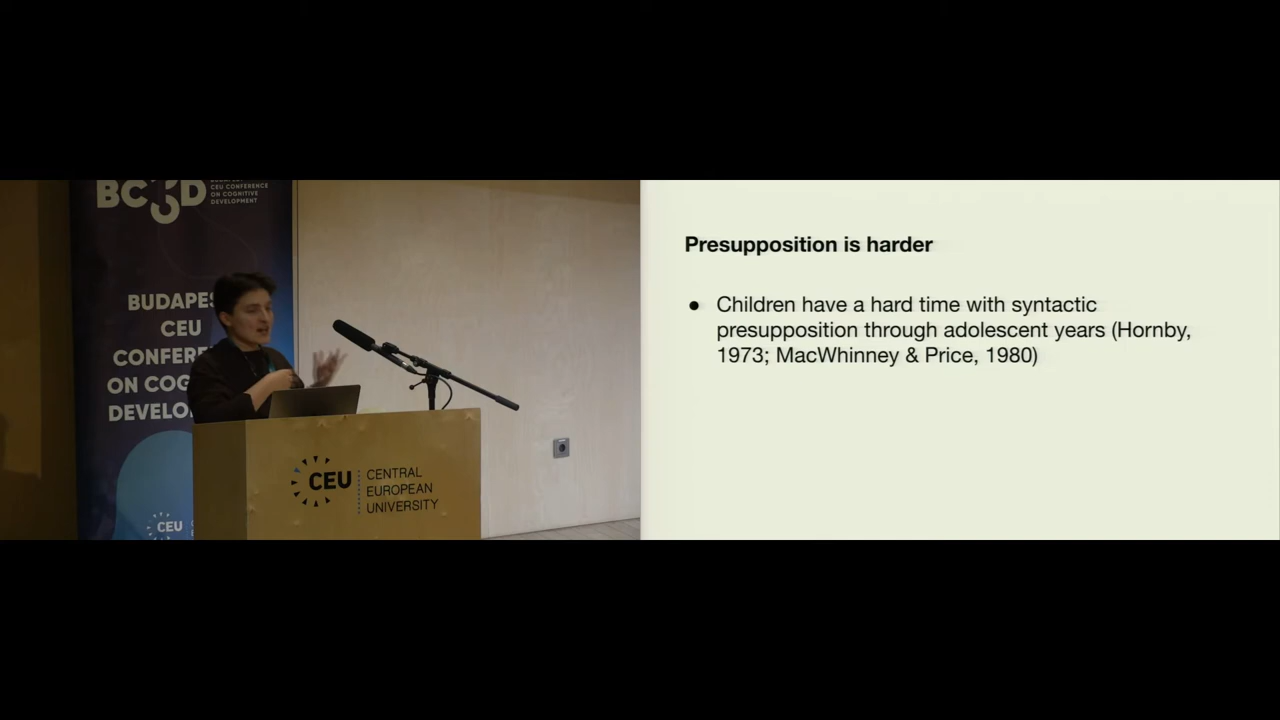 BC3D
CEU CONFERENCE
ON COGNITIVE
DEVELOPMENT
BUDAPES
CEU
CONFERE
ON COG
DEVELO
CEU
CEU
CENTRAL
EUROPEAN
UNIVERSITY
Presupposition is harder
● Children have a hard time with syntactic
presupposition through adolescent years (Hornby,
1973; MacWhinney & Price, 1980)